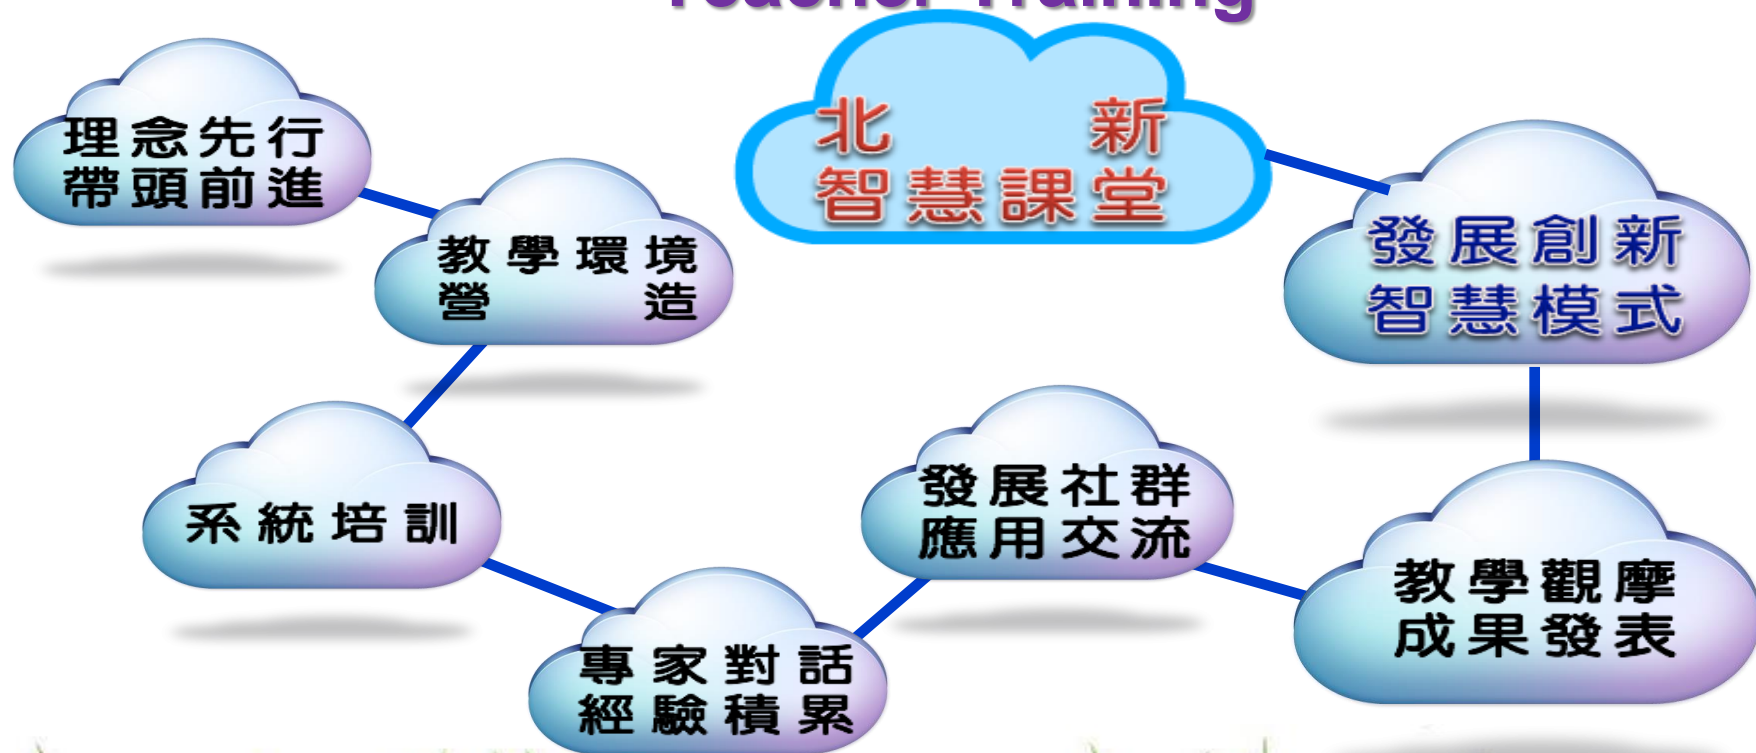 Teacher Training
理念先行
帶頭前進
教學環境
營造
系統培訓
專家對話
經驗積累
發展社群
應用交流
教學觀摩
成果發表
發展創新
智慧模式
北新
智慧課堂